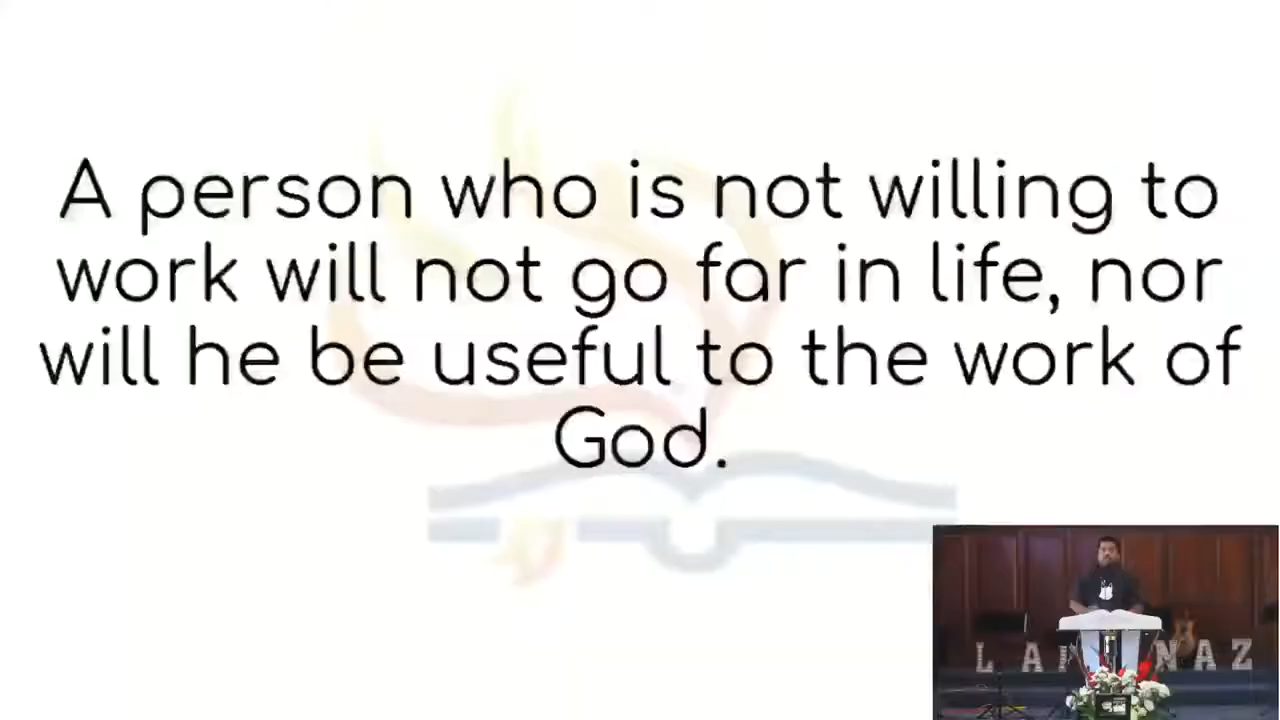 A person who is not willing to
work will not go far in life, nor
will he be useful to the work of
God.
L A NAZ